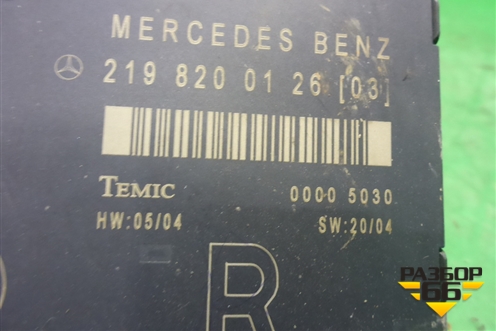 MERCEDES BENZ
219 820 01 26 [03]
TEMIC
0000 5030
HW:05/04
SW:20/04
R
РАЗБОР
66